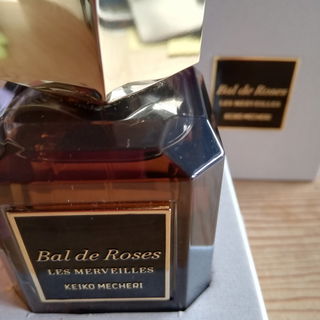 Bal de Roses
LES MERVEILLES
KEIKO MECHERI
Bal de Roses
LES MERVEILLES
KEIKO MECHERI